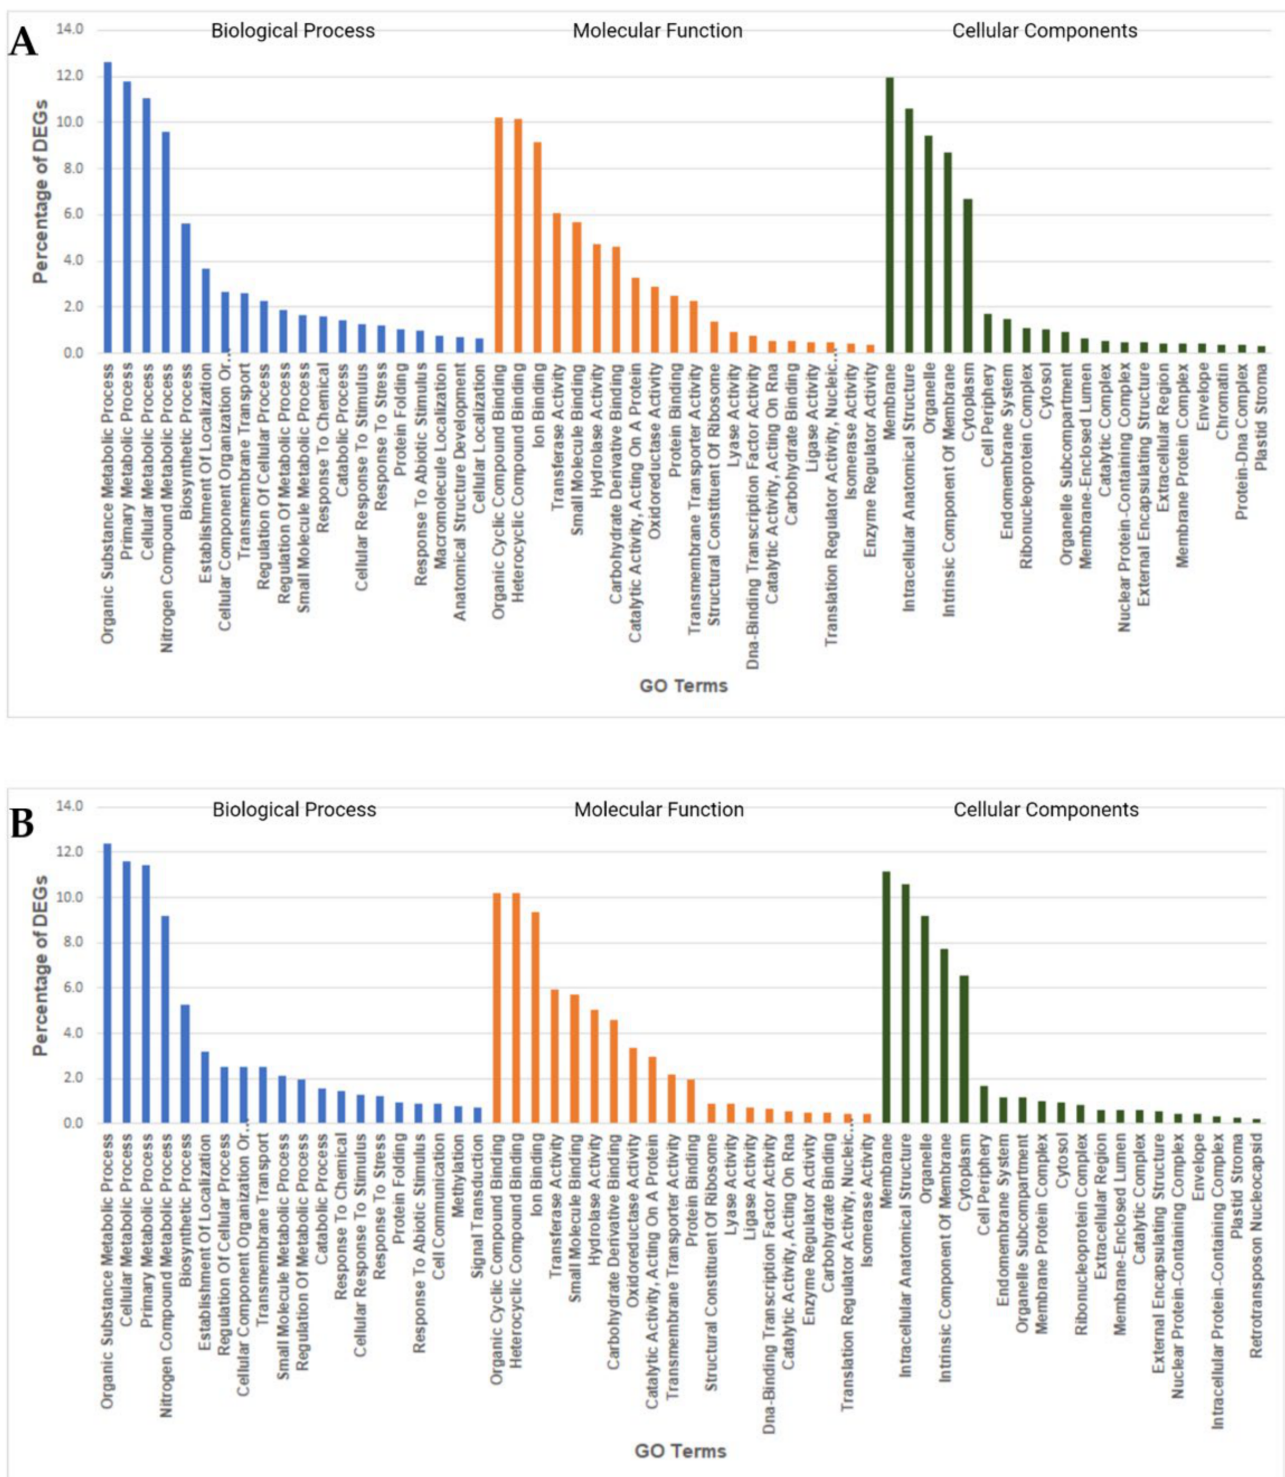 A
Biological Process
Molecular Function
Cellular Components
Percentage of DEGs
14.0
12.0
10.0
8.0
6.0
4.0
2.0
0.0
Organic Substance Metabolic Process
Primary Metabolic Process
Cellular Metabolic Process
Nitrogen Compound Metabolic Process
Biosynthetic Process
Establishment Of Localization
Cellular Component Organization Or...
Transmembrane Transport
Regulation Of Cellular Process
Regulation Of Metabolic Process
Small Molecule Metabolic Process
Response To Chemical
Catabolic Process
Cellular Response To Stimulus
Response To Stress
Protein Folding
Response To Abiotic Stimulus
Macromolecule Localization
Anatomical Structure Development
Cellular Localization
Organic Cyclic Compound Binding
Heterocyclic Compound Binding
Ion Binding
Transferase Activity
Small Molecule Binding
Hydrolase Activity
Carbohydrate Derivative Binding
Catalytic Activity, Acting On A Protein
Oxidoreductase Activity
Protein Binding
Transmembrane Transporter Activity
Structural Constituent Of Ribosome
Lyase Activity
Dna-Binding Transcription Factor Activity
Catalytic Activity, Acting On Rna
Carbohydrate Binding
Ligase Activity
Translation Regulator Activity, Nucleic...
Isomerase Activity
Enzyme Regulator Activity
Membrane
Intracellular Anatomical Structure
Organelle
Intrinsic Component Of Membrane
Cytoplasm
Cell Periphery
Endomembrane System
Ribonucleoprotein Complex
Cytosol
Organelle Subcompartment
Membrane-Enclosed Lumen
Catalytic Complex
Nuclear Protein-Containing Complex
External Encapsulating Structure
Extracellular Region
Membrane Protein Complex
Envelope
Chromatin
Protein-Dna Complex
Plastid Stroma
GO Terms
B
Biological Process
Molecular Function
Cellular Components
Percentage of DEGs
14.0
12.0
10.0
8.0
6.0
4.0
2.0
0.0
Organic Substance Metabolic Process
Cellular Metabolic Process
Primary Metabolic Process
Nitrogen Compound Metabolic Process
Biosynthetic Process
Establishment Of Localization
Regulation Of Cellular Process
Cellular Component Organization Or...
Transmembrane Transport
Small Molecule Metabolic Process
Regulation Of Metabolic Process
Catabolic Process
Response To Chemical
Cellular Response To Stimulus
Response To Stress
Protein Folding
Response To Abiotic Stimulus
Cell Communication
Methylation
Signal Transduction
Organic Cyclic Compound Binding
Heterocyclic Compound Binding
Ion Binding
Transferase Activity
Small Molecule Binding
Hydrolase Activity
Carbohydrate Derivative Binding
Oxidoreductase Activity
Catalytic Activity, Acting On A Protein
Transmembrane Transporter Activity
Protein Binding
Structural Constituent Of Ribosome
Lyase Activity
Ligase Activity
Dna-Binding Transcription Factor Activity
Catalytic Activity, Acting On Rna
Enzyme Regulator Activity
Carbohydrate Binding
Translation Regulator Activity, Nucleic...
Isomerase Activity
Membrane
Intracellular Anatomical Structure
Organelle
Intrinsic Component Of Membrane
Cytoplasm
Cell Periphery
Endomembrane System
Organelle Subcompartment
Membrane Protein Complex
Cytosol
Ribonucleoprotein Complex
Extracellular Region
Membrane-Enclosed Lumen
Catalytic Complex
External Encapsulating Structure
Nuclear Protein-Containing Complex
Envelope
Intracellular Protein-Containing Complex
Plastid Stroma
Retrotransposon Nucleocapsid
GO Terms